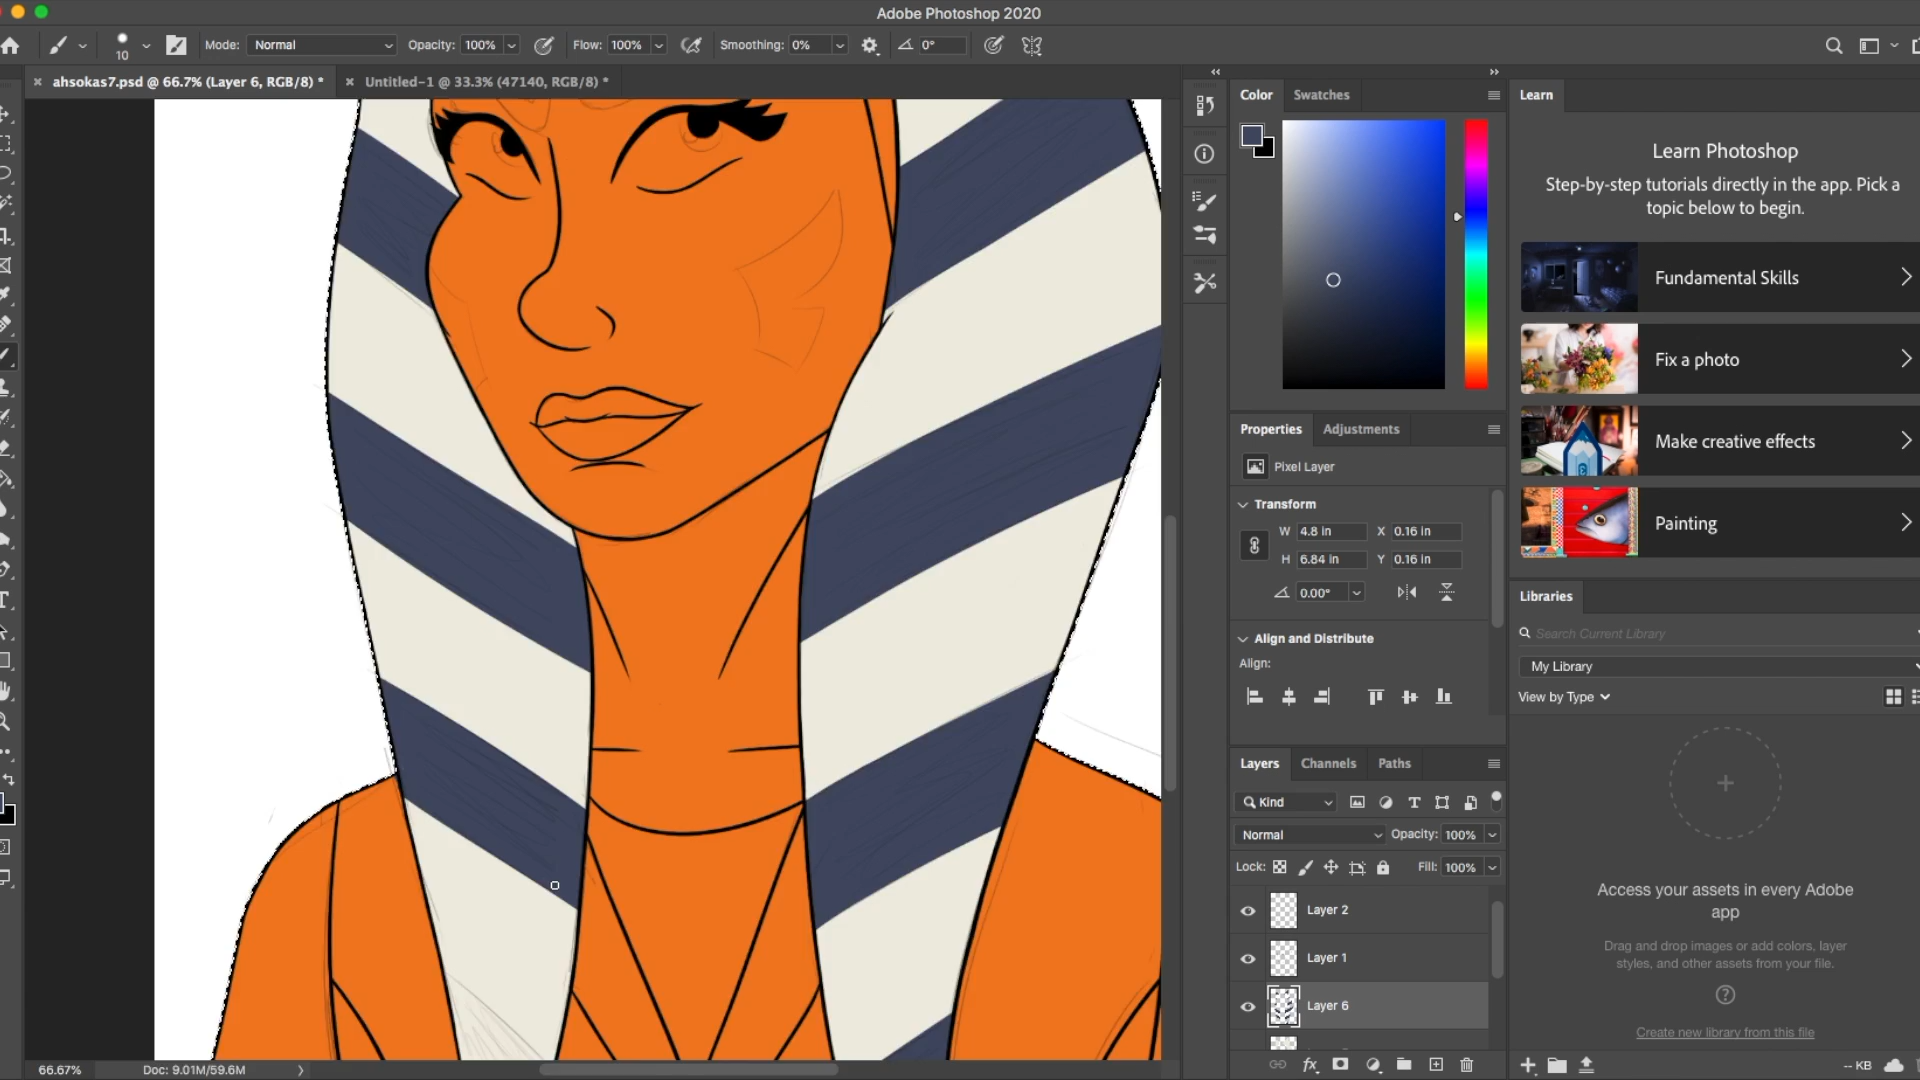 Adobe Photoshop 2020
10
Mode: Normal
Opacity: 100%
Flow: 100%
Smoothing: 0%
0°
ahsokas7.psd @ 66.7% (Layer 6, RGB/8) *
Untitled-1 @ 33.3% (47140, RGB/8) *
Color
Swatches
Learn
Learn Photoshop
Step-by-step tutorials directly in the app. Pick a
topic below to begin.
Fundamental Skills
Fix a photo
Make creative effects
Painting
Properties
Adjustments
Pixel Layer
Transform
W 4.8 in X 0.16 in
H 6.84 in Y 0.16 in
0.00°
Align and Distribute
Align:
Libraries
Search Current Library
My Library
View by Type
Layers
Channels
Paths
Kind
Normal
Opacity: 100%
Lock:
Fill: 100%
Layer 2
Layer 1
Layer 6
fx
Access your assets in every Adobe
app
Drag and drop images or add colors, layer
styles, and other assets from your file.
Create new library from this file
-- KB
66.67%
Doc: 9.01M/59.6M